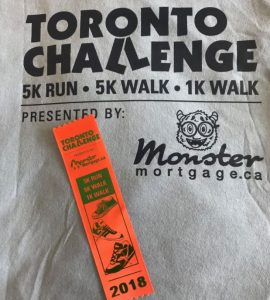 TORONTO
CHALLENGE
5K RUN • 5K WALK • 1K WALK
PRESENTED BY:
Monster
mortgage.ca
TORONTO
CHALLENGE
Monster
5K RUN
5K WALK
1K WALK
2018